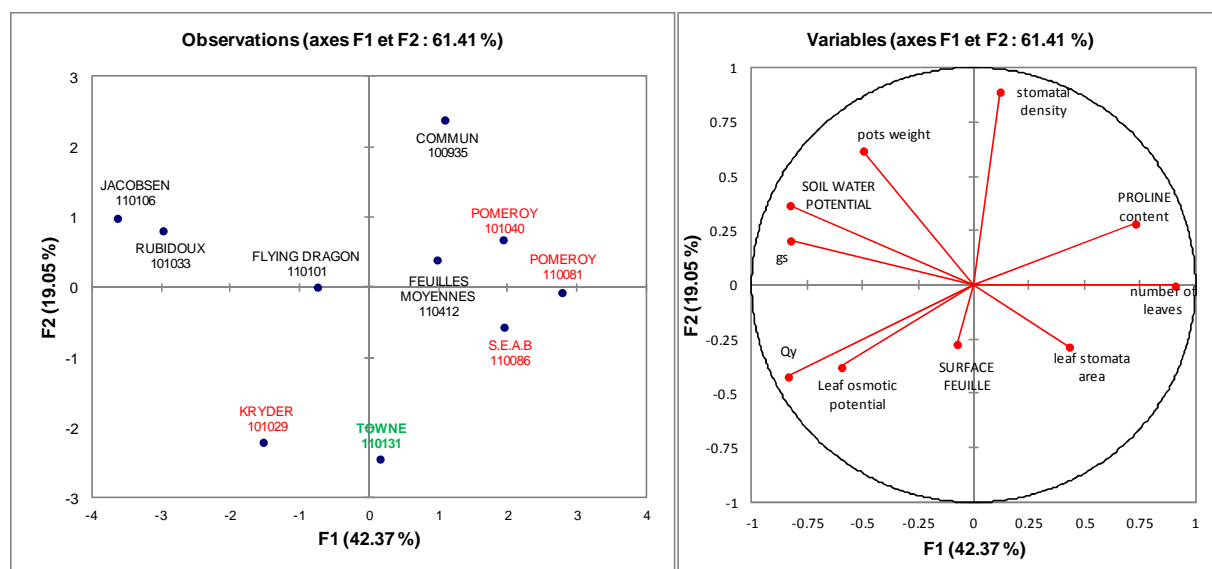 Observations (axes F1 et F2 : 61.41 %)
3
2
1
0
-1
-2
-3
-4
-3
-2
-1
0
1
2
3
4
F2 (19.05 %)
F1 (42.37 %)
COMMUN
100935
JACOBSEN
110106
RUBIDOUX
101033
POMEROY
101040
FLYING DRAGON
110101
POMEROY
110081
FEUILLES
MOYENNES
110412
S.E.A.B
110086
KRYDER
101029
TOWNE
110131
Variables (axes F1 et F2 : 61.41 %)
1
0.75
0.5
0.25
0
-0.25
-0.5
-0.75
-1
-1
-0.75
-0.5
-0.25
0
0.25
0.5
0.75
1
F2 (19.05 %)
F1 (42.37 %)
stomatal
density
pots weight
SOIL WATER
POTENTIAL
PROLINE
content
gs
number of
leaves
Qy
Leaf osmotic
potential
SURFACE
FEUILLE
leaf stomata
area